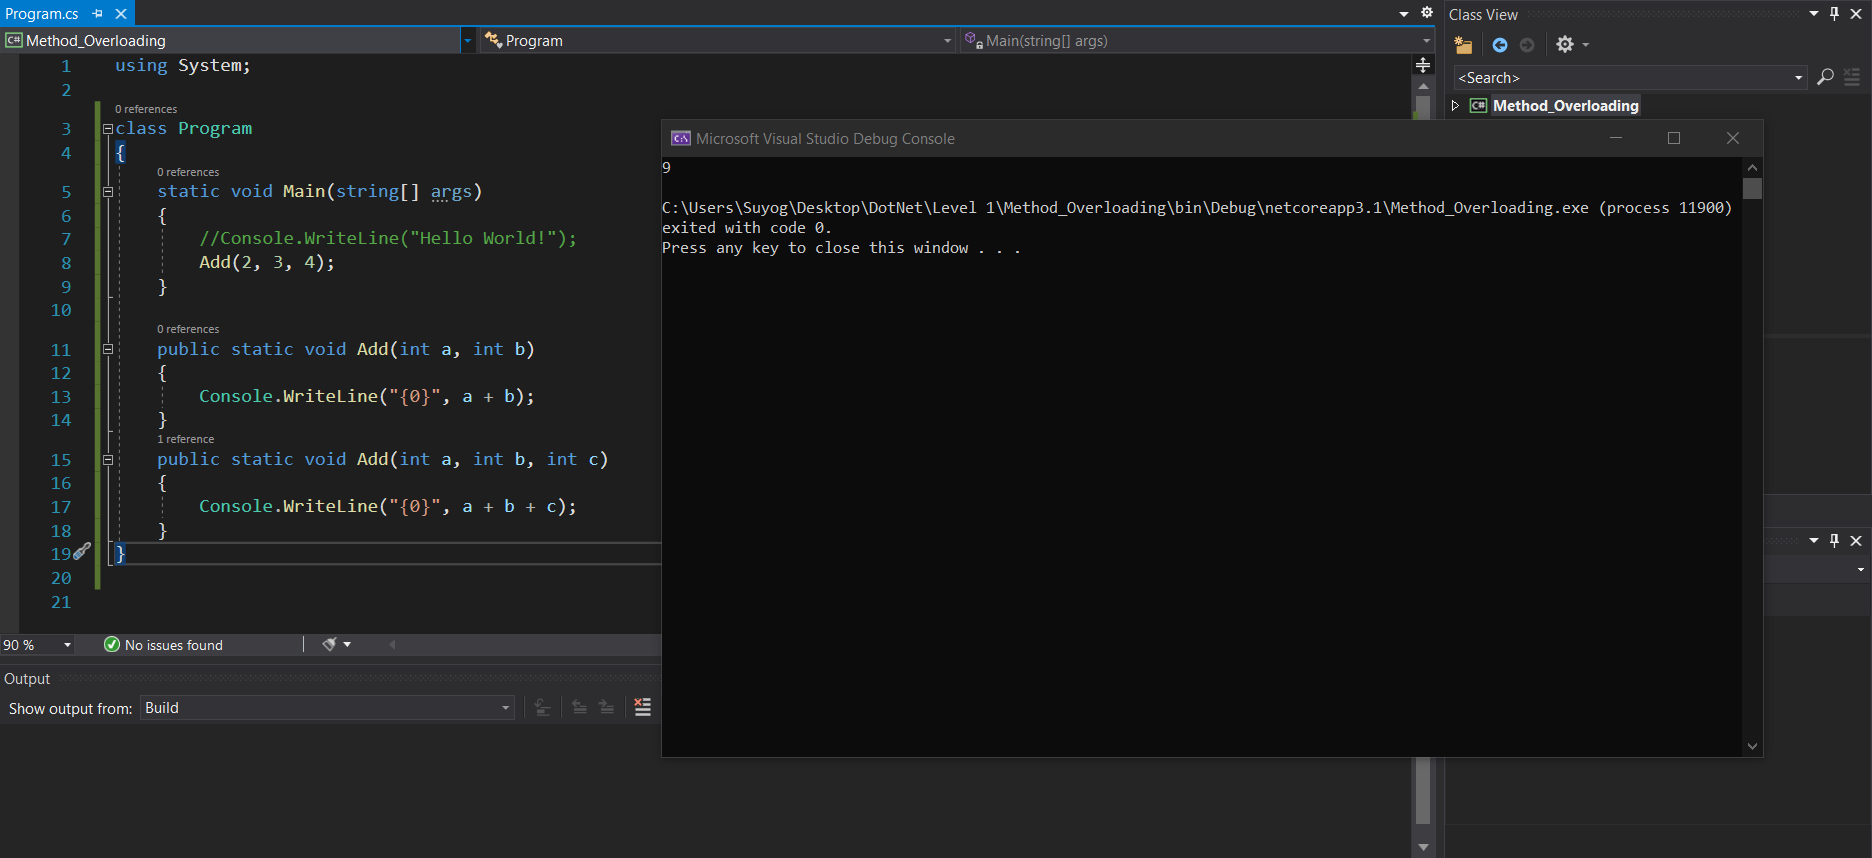 Program.cs
Method_Overloading
Program
Main(string[] args)
1 using System;
2
0 references
3 class Program
4 {
0 references
5 static void Main(string[] args)
6 {
7 //Console.WriteLine("Hello World!");
8 Add(2, 3, 4);
9 }
10
0 references
11 public static void Add(int a, int b)
12 {
13 Console.WriteLine("{0}", a + b);
14 }
1 reference
15 public static void Add(int a, int b, int c)
16 {
17 Console.WriteLine("{0}", a + b + c);
18 }
19 }
20
21
90 %
No issues found
Output
Show output from: Build
Microsoft Visual Studio Debug Console
9
C:\Users\Suyog\Desktop\DotNet\Level 1\Method_Overloading\bin\Debug\netcoreapp3.1\Method_Overloading.exe (process 11900)
exited with code 0.
Press any key to close this window . . .
Class View
<Search>
C# Method_Overloading